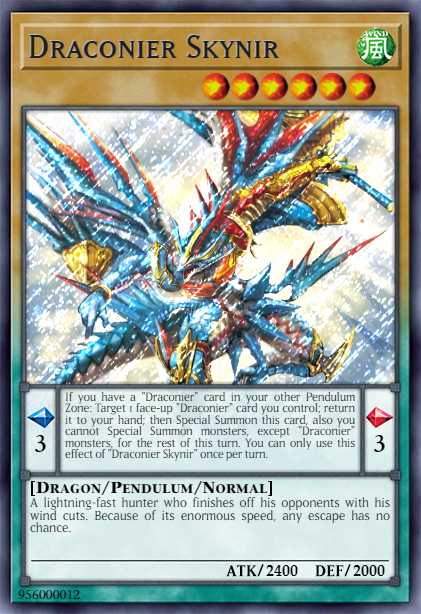 Draconier Skynir
WIND
風
If you have a "Draconier" card in your other Pendulum
Zone: Target 1 face-up "Draconier" card you control; return
it to your hand; then Special Summon this card, also you
cannot Special Summon monsters, except "Draconier"
monsters, for the rest of this turn. You can only use this
effect of "Draconier Skynir" once per turn.
3
3
[Dragon/Pendulum/Normal]
A lightning-fast hunter who finishes off his opponents with his
wind cuts. Because of its enormous speed, any escape has no
chance.
ATK/2400 DEF/2000
956000012